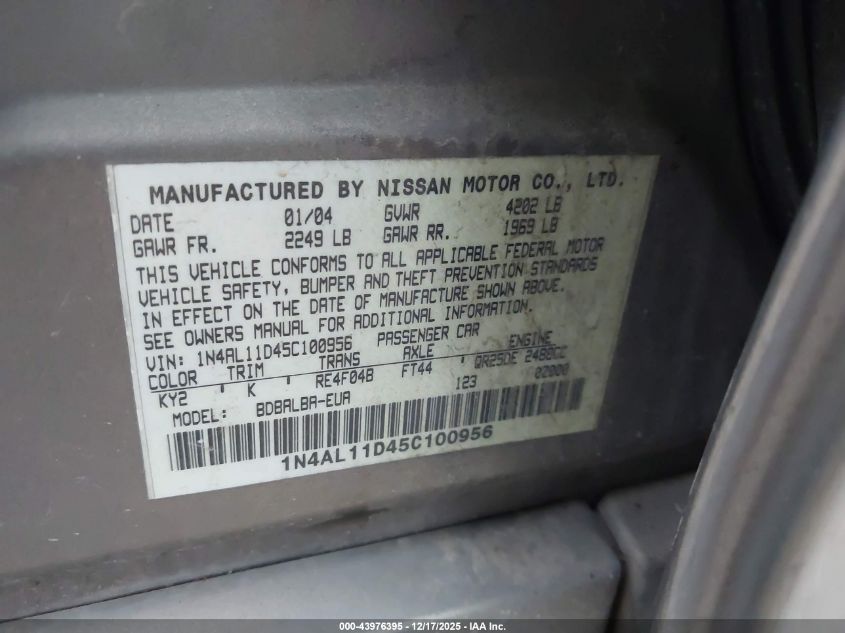 MANUFACTURED BY NISSAN MOTOR CO., LTD.
DATE 01/04 GVWR 4202 LB
GAWR FR. 2249 LB GAWR RR. 1969 LB
THIS VEHICLE CONFORMS TO ALL APPLICABLE FEDERAL MOTOR
VEHICLE SAFETY, BUMPER AND THEFT PREVENTION STANDARDS
IN EFFECT ON THE DATE OF MANUFACTURE SHOWN ABOVE.
SEE OWNERS MANUAL FOR ADDITIONAL INFORMATION.
VIN: 1N4AL11D45C100956 PASSENGER CAR
COLOR TRIM TRANS AXLE ENGINE
KY2 K RE4F04B FT44 QR25DE 2488CC
MODEL: BDBALBA-EUA 123 02000
1N4AL11D45C100956
000-43976395 - 12/17/2025 - IAA Inc.